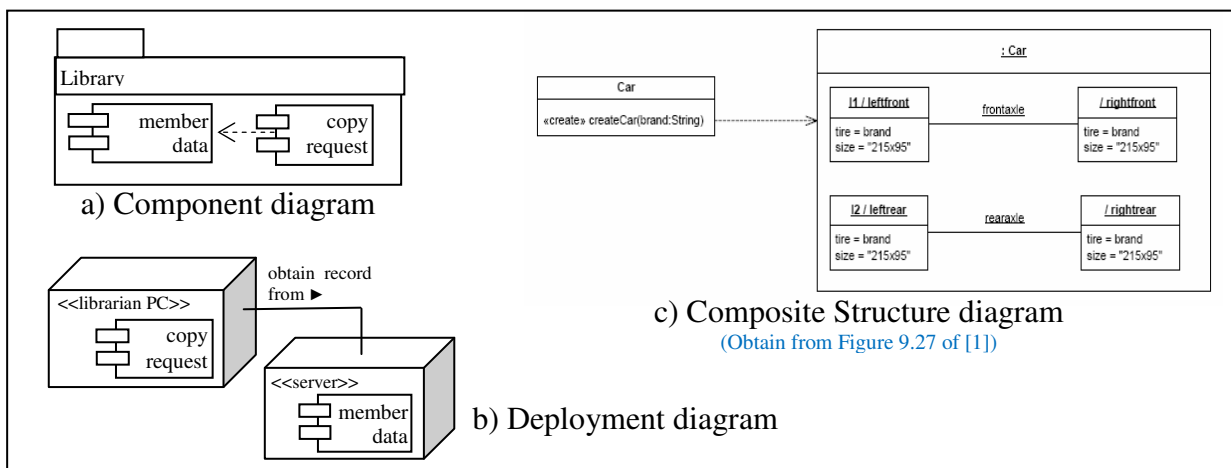 Library
member
data
copy
request
a) Component diagram
<<librarian PC>>
copy
request
obtain record
from ►
<<server>>
member
data
b) Deployment diagram
Car
«create» createCar(brand:String)
: Car
l1 / leftfront
tire = brand
size = "215x95"
frontaxle
/ rightfront
tire = brand
size = "215x95"
l2 / leftrear
tire = brand
size = "215x95"
rearaxle
/ rightrear
tire = brand
size = "215x95"
c) Composite Structure diagram
(Obtain from Figure 9.27 of [1])